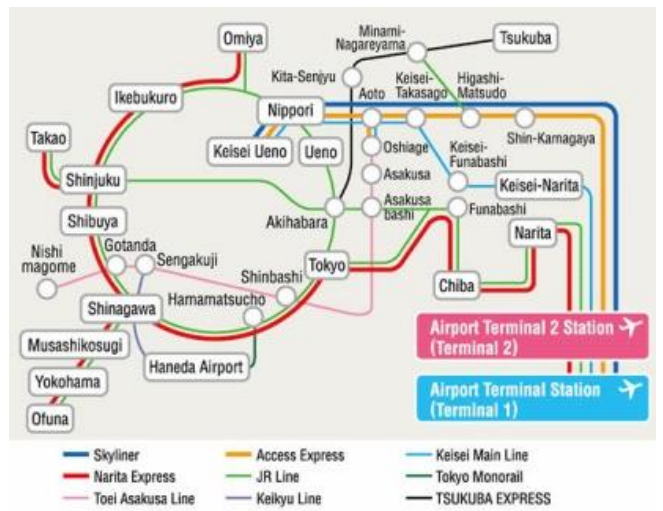 Omiya
Minami-
Nagareyama
Tsukuba
Kita-Senjyu
Ikebukuro
Nippori
Aoto
Keisei-
Takasago
Higashi-
Matsudo
Takao
Keisei Ueno
Ueno
Oshiage
Shin-Kamagaya
Shinjuku
Asakusa
Keisei-
Funabashi
Keisei-Narita
Shibuya
Akihabara
Asakusa
bashi
Funabashi
Nishi
magome
Gotanda
Sengakuji
Tokyo
Narita
Shinbashi
Chiba
Shinagawa
Hamamatsucho
Musashikosugi
Haneda Airport
Yokohama
Ofuna
Airport Terminal 2 Station
(Terminal 2)
Airport Terminal Station
(Terminal 1)
Skyliner
Access Express
Keisei Main Line
Narita Express
JR Line
Tokyo Monorail
Toei Asakusa Line
Keikyu Line
TSUKUBA EXPRESS